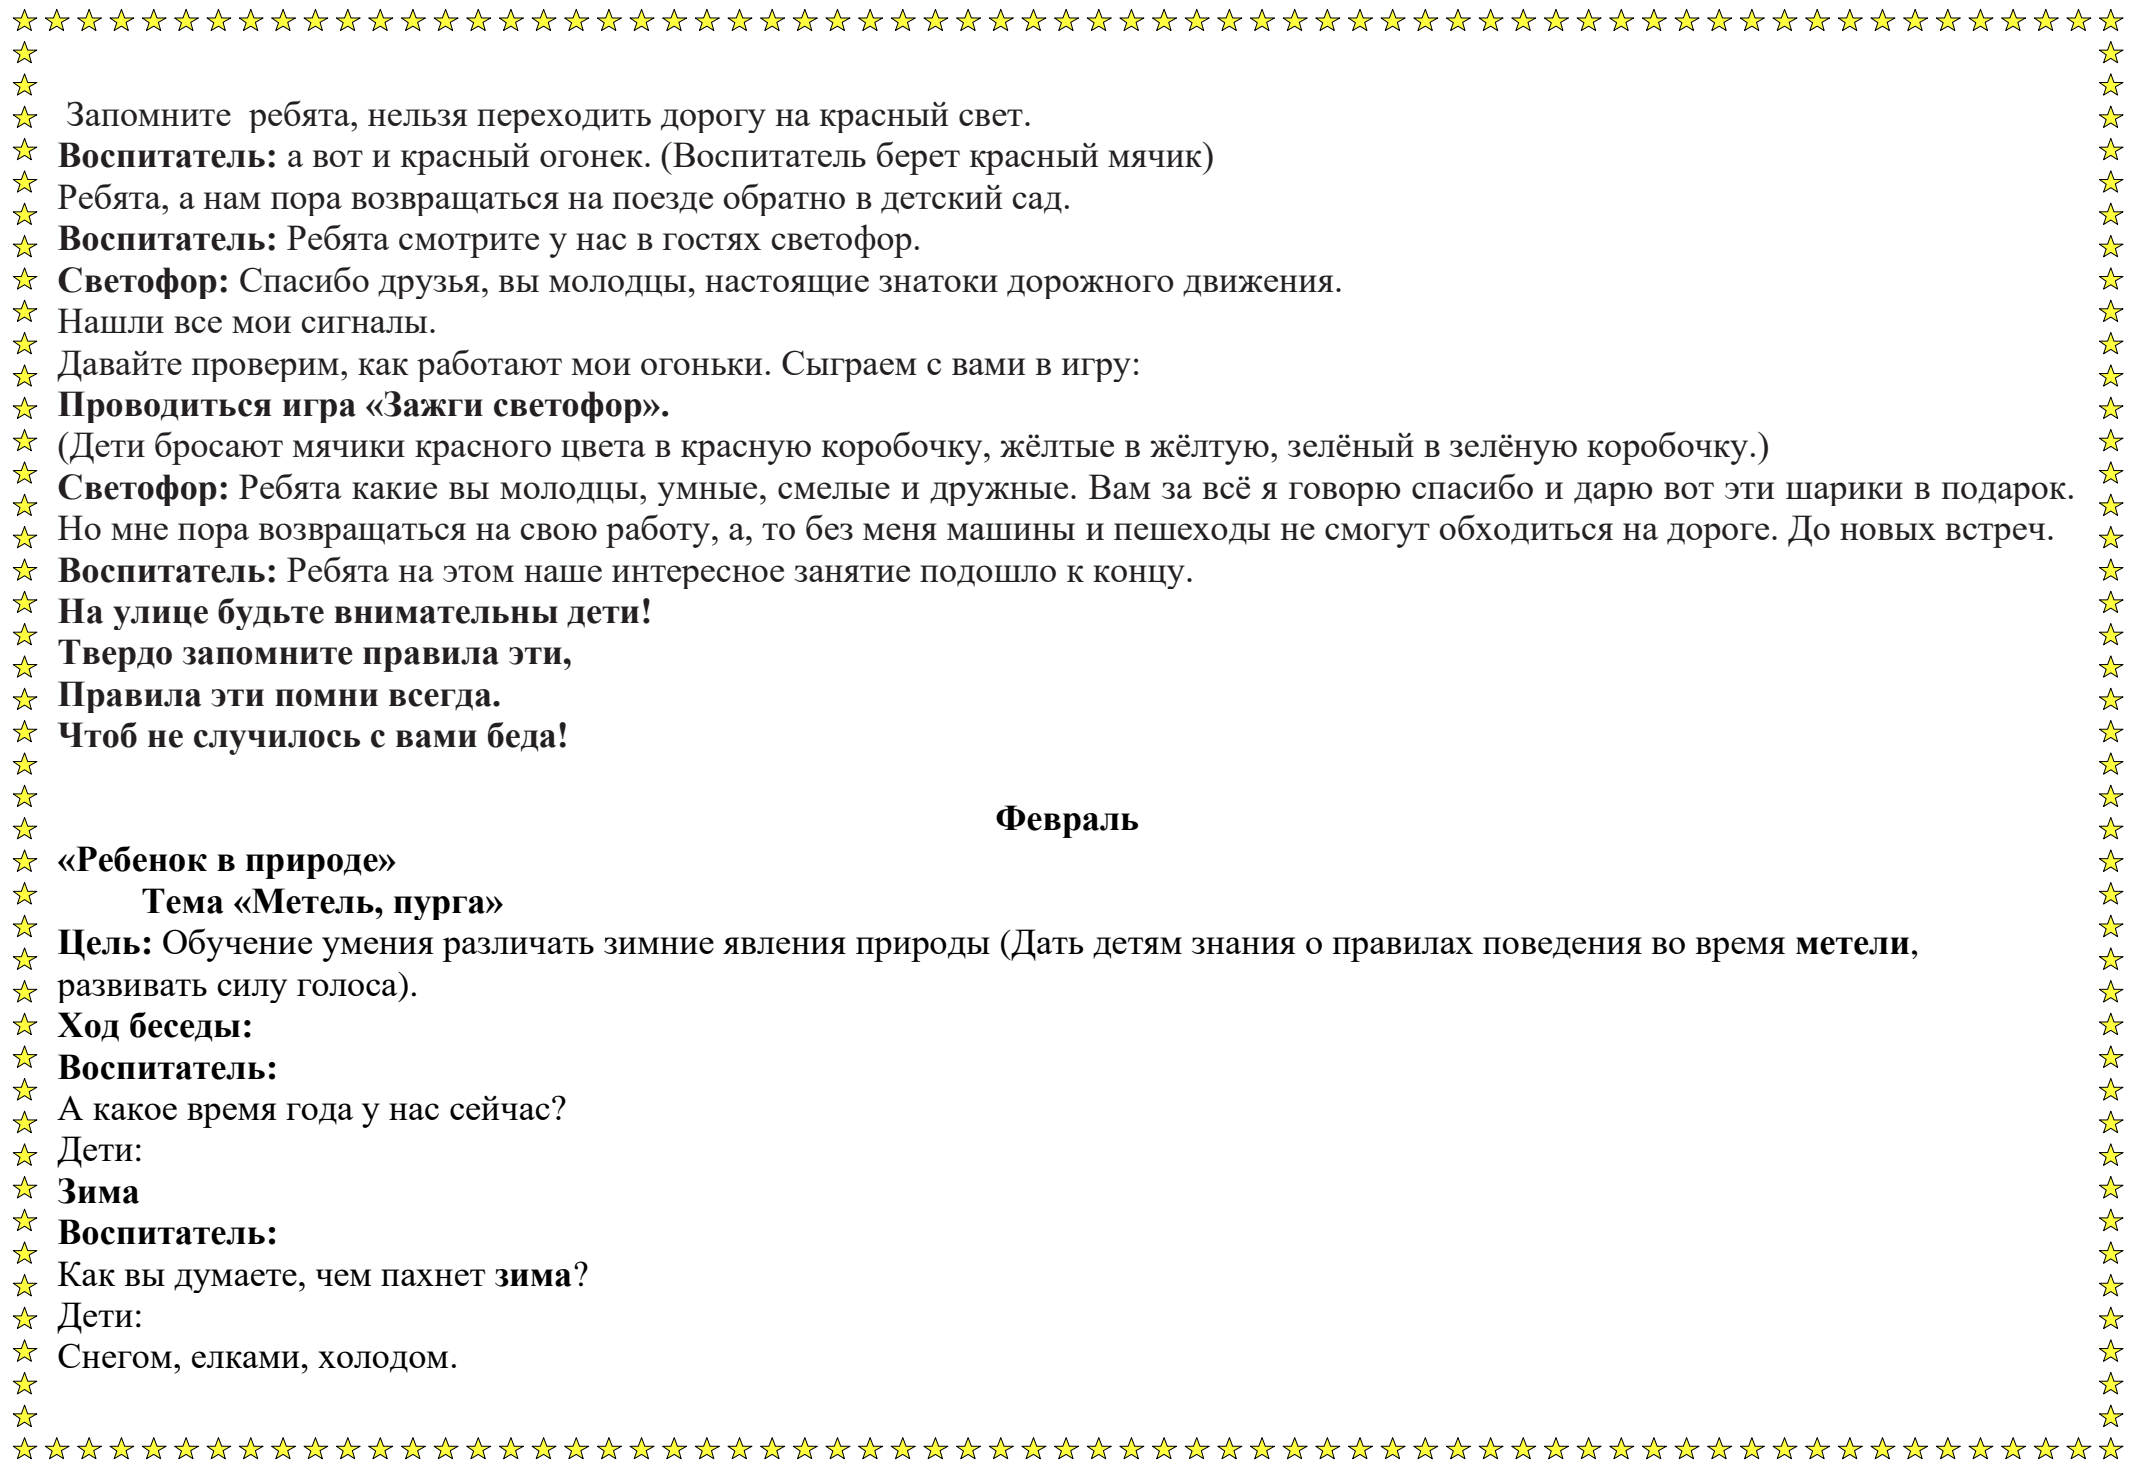 Запомните  ребята, нельзя переходить дорогу на красный свет.
Воспитатель: а вот и красный огонек. (Воспитатель берет красный мячик)
Ребята, а нам пора возвращаться на поезде обратно в детский сад.
Воспитатель: Ребята смотрите у нас в гостях светофор.
Светофор: Спасибо друзья, вы молодцы, настоящие знатоки дорожного движения.
Нашли все мои сигналы.
Давайте проверим, как работают мои огоньки. Сыграем с вами в игру:
Проводиться игра «Зажги светофор».
(Дети бросают мячики красного цвета в красную коробочку, жёлтые в жёлтую, зелёный в зелёную коробочку.)
Светофор: Ребята какие вы молодцы, умные, смелые и дружные. Вам за всё я говорю спасибо и дарю вот эти шарики в подарок.
Но мне пора возвращаться на свою работу, а, то без меня машины и пешеходы не смогут обходиться на дороге. До новых встреч.
Воспитатель: Ребята на этом наше интересное занятие подошло к концу.
На улице будьте внимательны дети!
Твердо запомните правила эти,
Правила эти помни всегда.
Чтоб не случилось с вами беда!
Февраль
«Ребенок в природе»
Тема «Метель, пурга»
Цель: Обучение умения различать зимние явления природы (Дать детям знания о правилах поведения во время метели,
развивать силу голоса).
Ход беседы:
Воспитатель:
А какое время года у нас сейчас?
Дети:
Зима
Воспитатель:
Как вы думаете, чем пахнет зима?
Дети:
Снегом, елками, холодом.